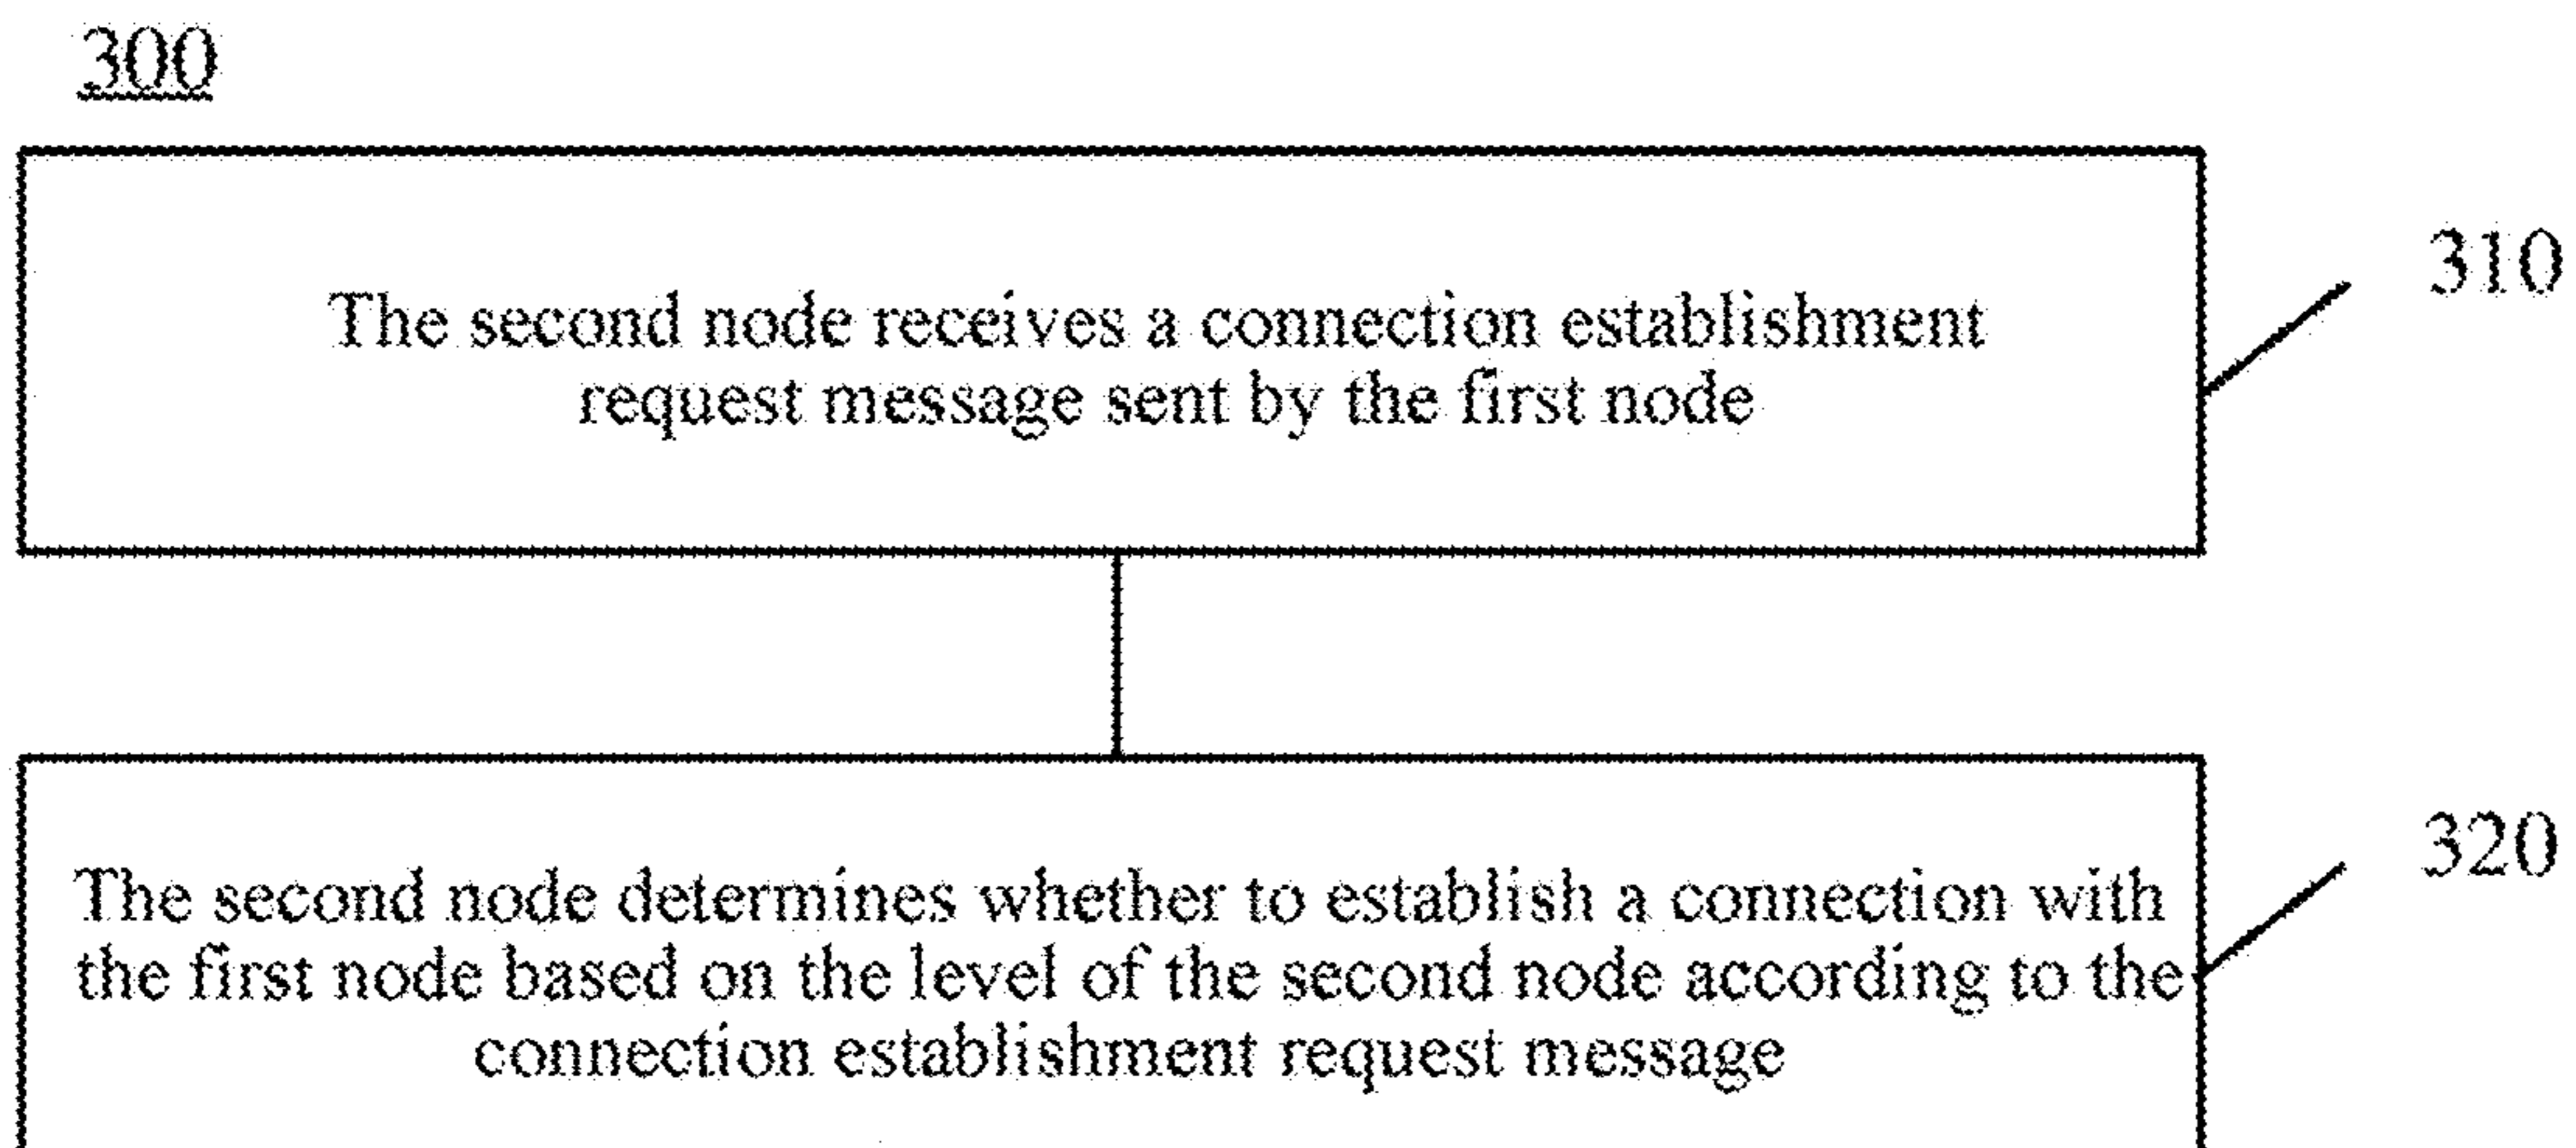 300
The second node receives a connection establishment
request message sent by the first node
310
The second node determines whether to establish a connection with
the first node based on the level of the second node according to the
connection establishment request message
320